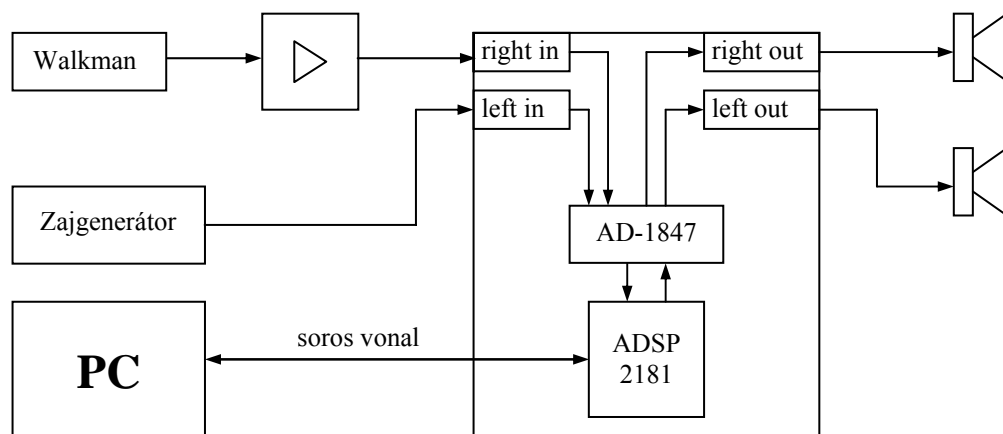 Walkman
right in
right out
left in
left out
Zajgenerátor
AD-1847
PC
soros vonal
ADSP
2181